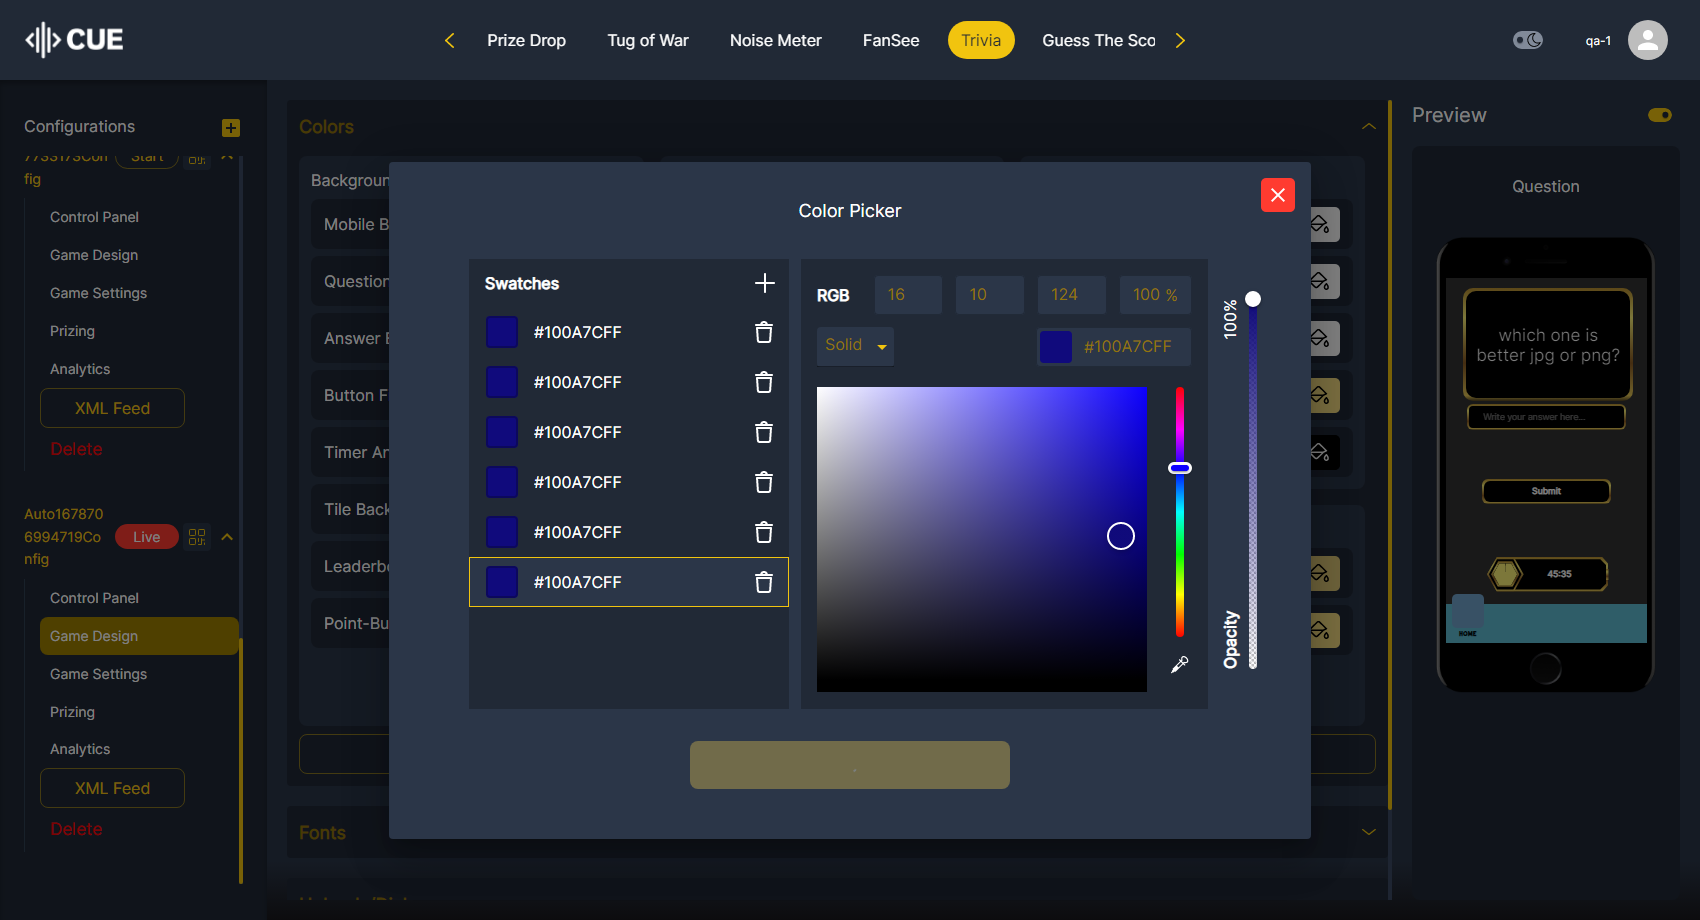 CUE
Prize Drop
Tug of War
Noise Meter
FanSee
Trivia
Guess The Sco
qa-1
Configurations
Start
fig
Control Panel
Game Design
Game Settings
Prizing
Analytics
XML Feed
Delete
Auto167870
6994719Co
nfig
Live
Control Panel
Game Design
Game Settings
Prizing
Analytics
XML Feed
Delete
Colors
Backgroun
Mobile B
Question
Answer
Button F
Timer An
Tile Back
Leaderb
Point-Bu
Fonts
Color Picker
Swatches
#100A7CFF
#100A7CFF
#100A7CFF
#100A7CFF
#100A7CFF
#100A7CFF
RGB
16
10
124
100 %
Solid
#100A7CFF
100%
Opacity
Preview
Question
which one is
better jpg or png?
Write your answer here...
Submit
45:35
HOME